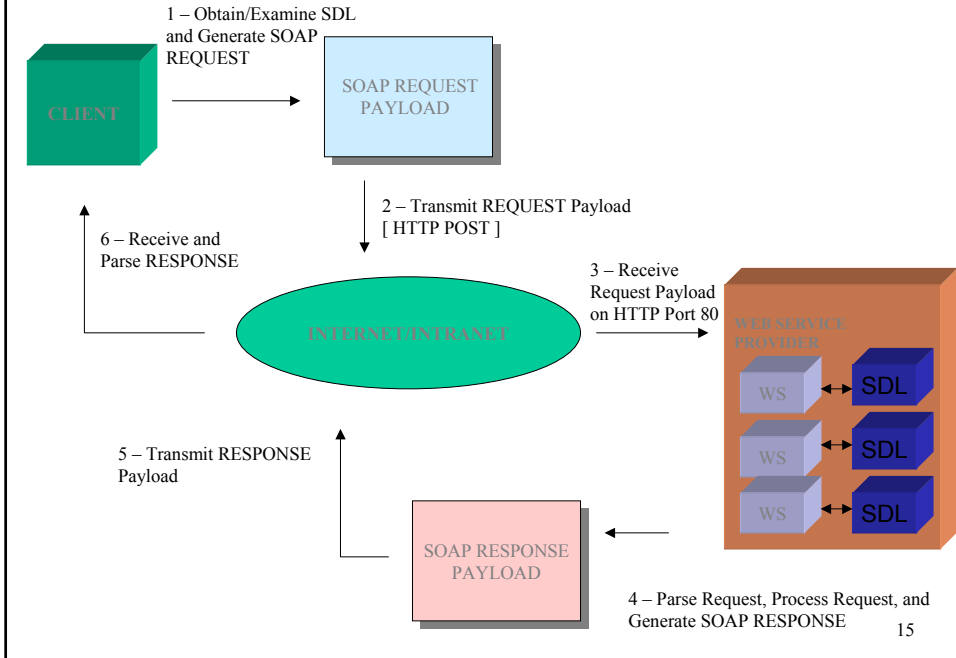 1 – Obtain/Examine SDL
and Generate SOAP
REQUEST
CLIENT
SOAP REQUEST
PAYLOAD
2 – Transmit REQUEST Payload
[ HTTP POST ]
6 – Receive and
Parse RESPONSE
3 – Receive
Request Payload
on HTTP Port 80
INTERNET/INTRANET
WEB SERVICE
PROVIDER
WS
SDL
WS
SDL
WS
SDL
5 – Transmit RESPONSE
Payload
SOAP RESPONSE
PAYLOAD
4 – Parse Request, Process Request, and
Generate SOAP RESPONSE
15